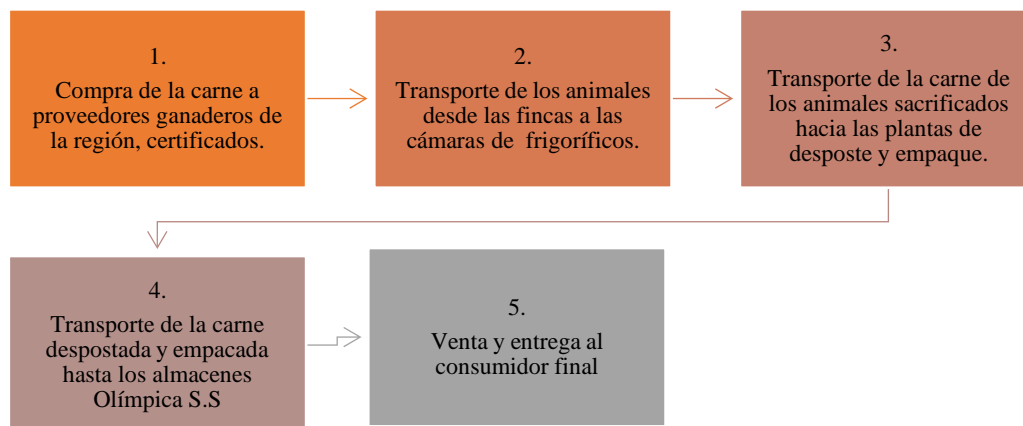 1.
Compra de la carne a
proveedores ganaderos de
la región, certificados.
2.
Transporte de los animales
desde las fincas a las
cámaras de frigoríficos.
3.
Transporte de la carne de
los animales sacrificados
hacia las plantas de
desposte y empaque.
4.
Transporte de la carne
despostada y empacada
hasta los almacenes
Olímpica S.S
5.
Venta y entrega al
consumidor final